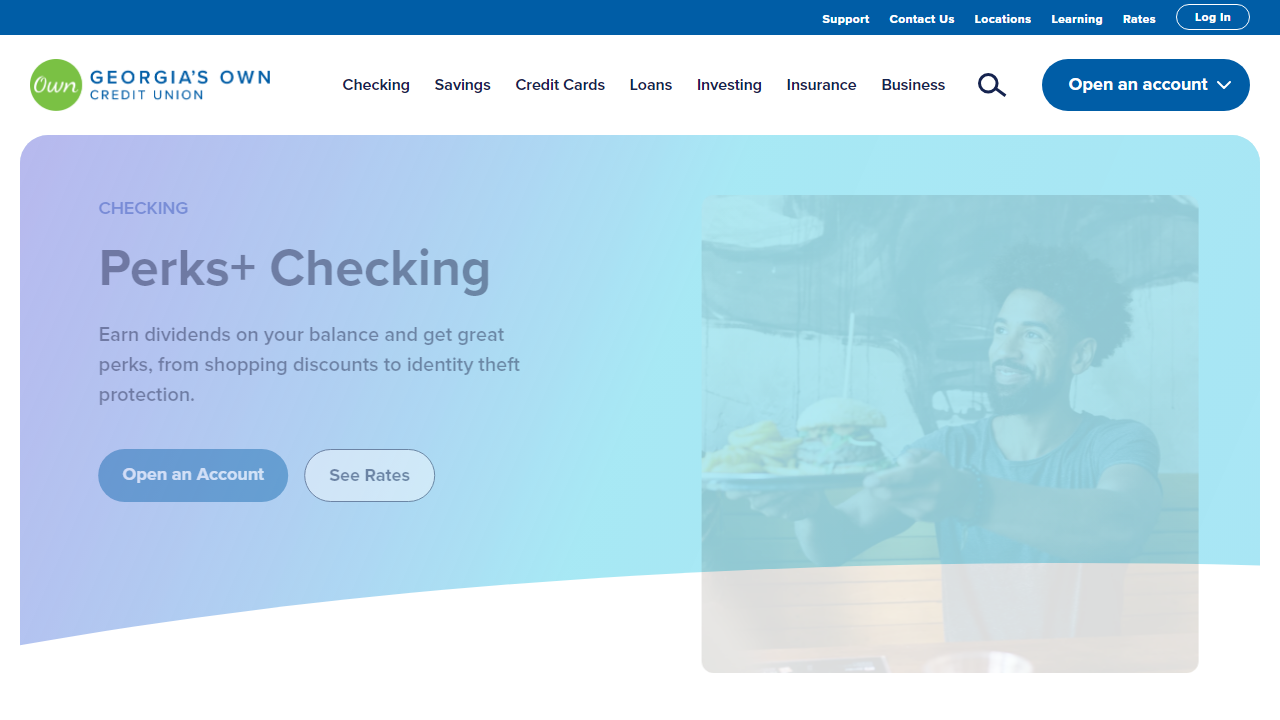 Support Contact Us Locations Learning Rates Log In
Own GEORGIA'S OWN
CREDIT UNION
Checking Savings Credit Cards Loans Investing Insurance Business Open an account
CHECKING
Perks+ Checking
Earn dividends on your balance and get great
perks, from shopping discounts to identity theft
protection.
Open an Account See Rates